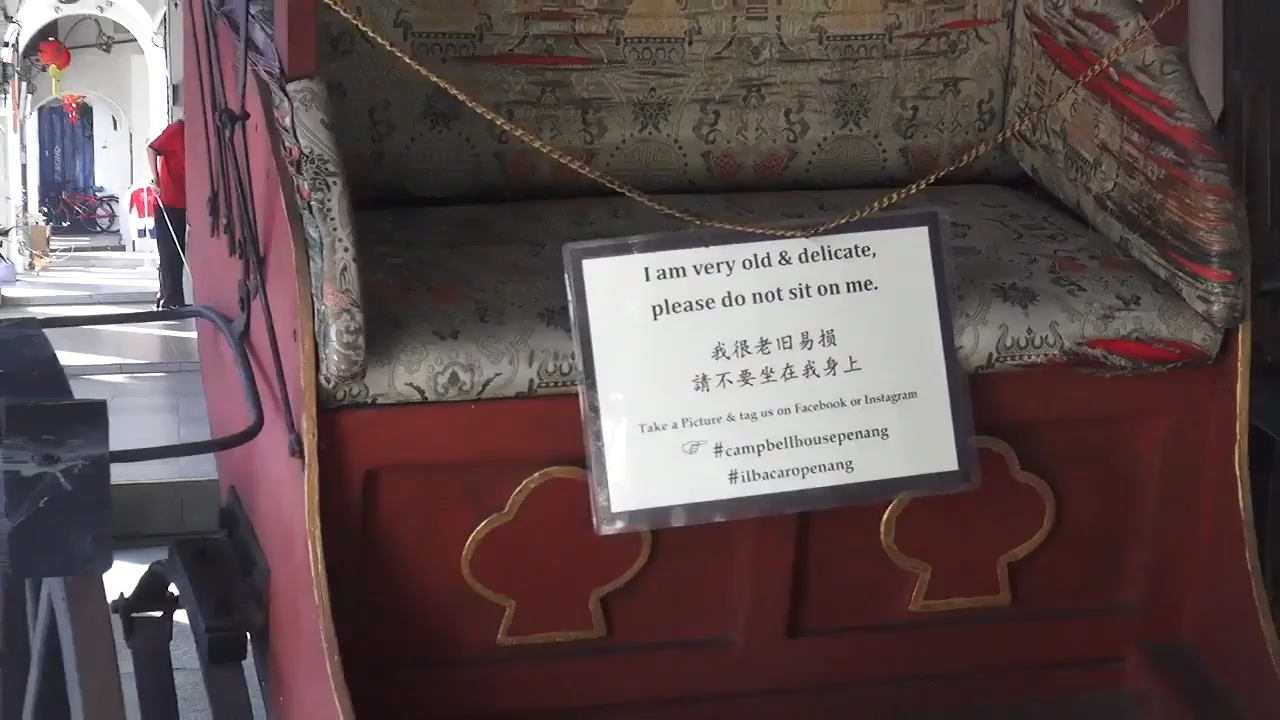 I am very old & delicate,
please do not sit on me.
我很老旧易损
請不要坐在我身上
Take a Picture & tag us on Facebook or Instagram
☞ #campbellhousepenang
#ilbacaropenang